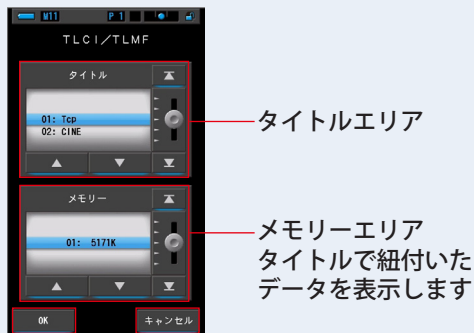 M11 P 1
TLCI/TLMF
タイトル
01: Tcp
02: CINE
タイトルエリア
メモリー
01: 5171K
メモリーエリア
タイトルで紐付いた
データを表示します
OK キャンセル